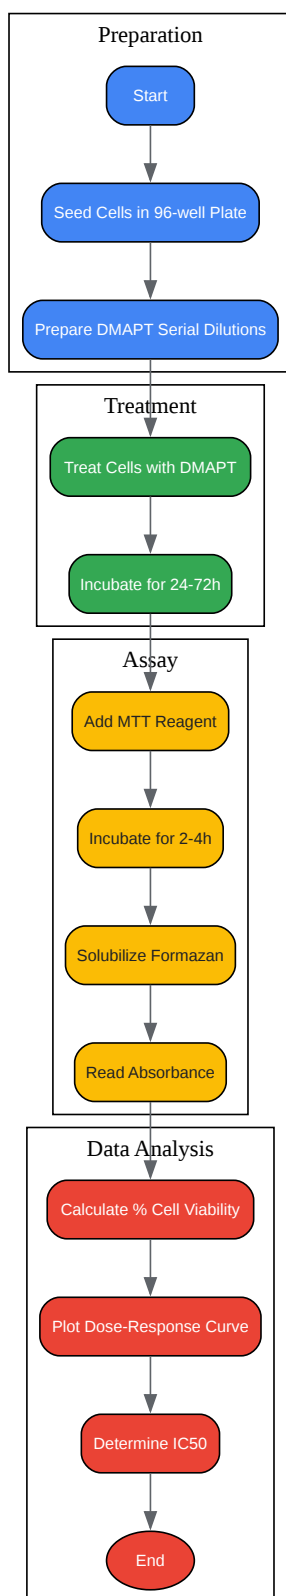 Preparation
Start
Seed Cells in 96-well Plate
Prepare DMAPT Serial Dilutions
Treatment
Treat Cells with DMAPT
Incubate for 24-72h
Assay
Add MTT Reagent
Incubate for 2-4h
Solubilize Formazan
Read Absorbance
Data Analysis
Calculate % Cell Viability
Plot Dose-Response Curve
Determine IC50
End